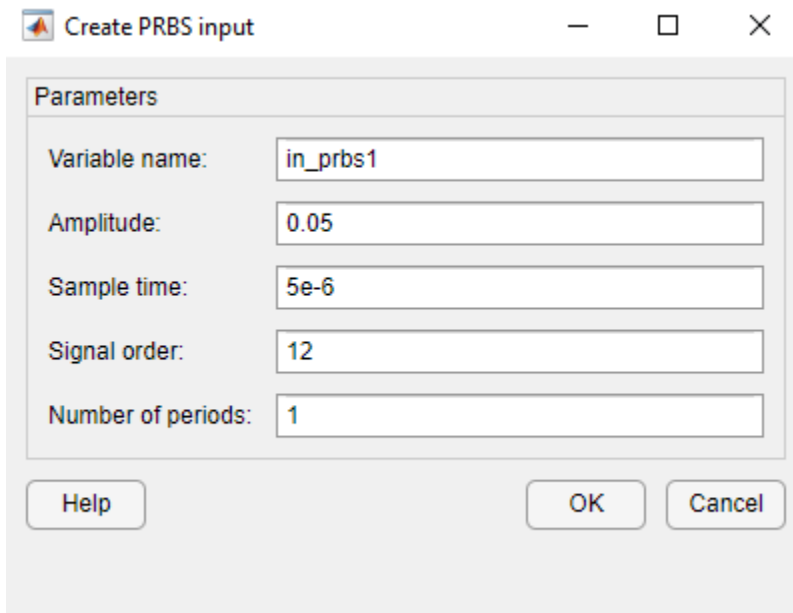 Create PRBS input
Parameters
Variable name: in_prbs1
Amplitude: 0.05
Sample time: 5e-6
Signal order: 12
Number of periods: 1
Help OK Cancel